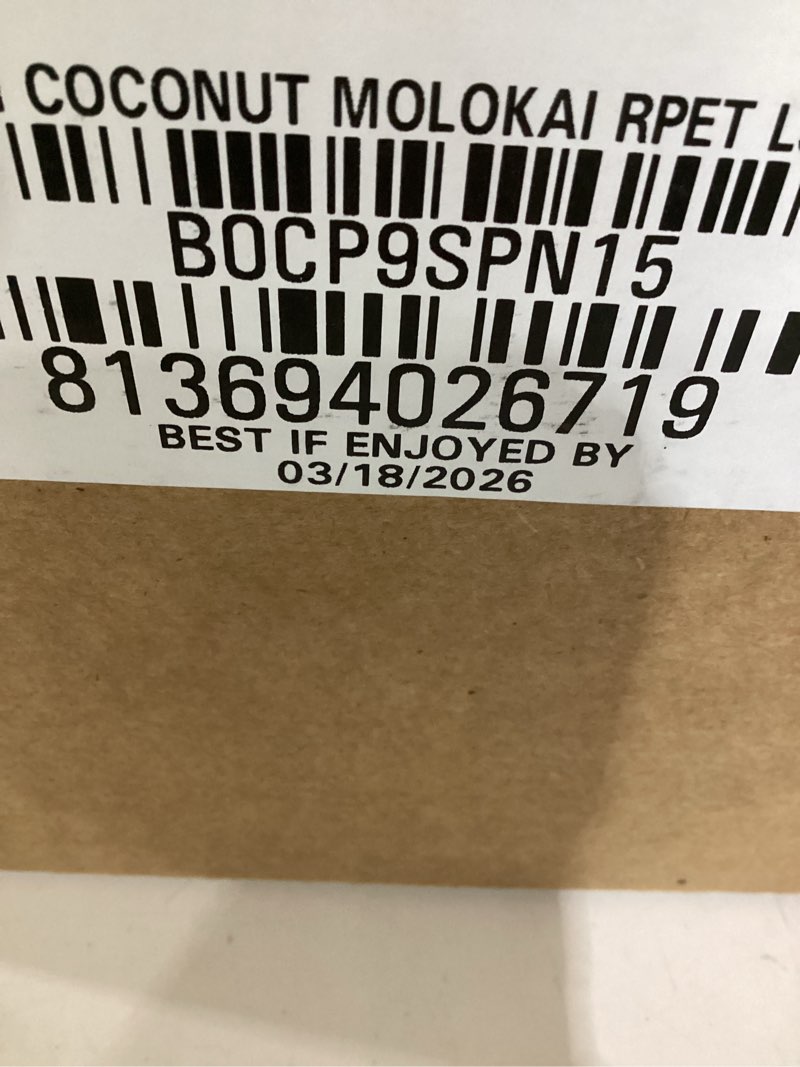 COCONUT MOLOKAI RPET
B0CP9SPN15
813694026719
BEST IF ENJOYED BY
03/18/2026